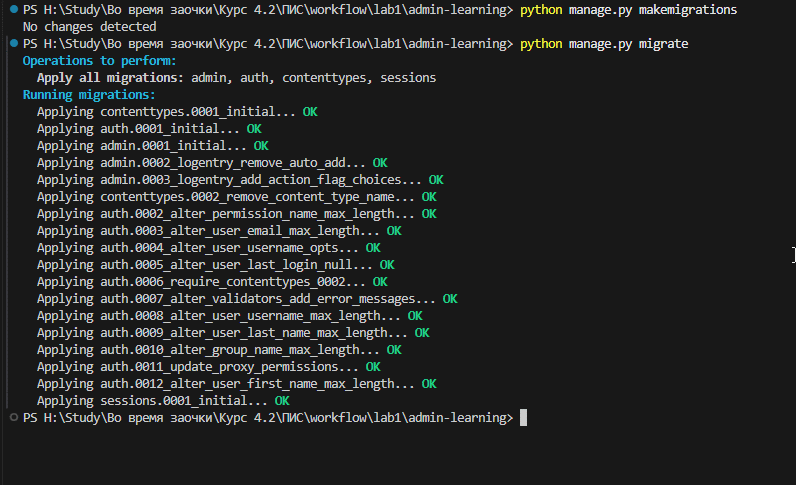 PS H:\Study\Во время заочки\Курс 4.2\ПИС\workflow\lab1\admin-learning> python manage.py makemigrations
No changes detected
PS H:\Study\Во время заочки\Курс 4.2\ПИС\workflow\lab1\admin-learning> python manage.py migrate
Operations to perform:
  Apply all migrations: admin, auth, contenttypes, sessions
Running migrations:
  Applying contenttypes.0001_initial... OK
  Applying auth.0001_initial... OK
  Applying admin.0001_initial... OK
  Applying admin.0002_logentry_remove_auto_add... OK
  Applying admin.0003_logentry_add_action_flag_choices... OK
  Applying contenttypes.0002_remove_content_type_name... OK
  Applying auth.0002_alter_permission_name_max_length... OK
  Applying auth.0003_alter_user_email_max_length... OK
  Applying auth.0004_alter_user_username_opts... OK
  Applying auth.0005_alter_user_last_login_null... OK
  Applying auth.0006_require_contenttypes_0002... OK
  Applying auth.0007_alter_validators_add_error_messages... OK
  Applying auth.0008_alter_user_username_max_length... OK
  Applying auth.0009_alter_user_last_name_max_length... OK
  Applying auth.0010_alter_group_name_max_length... OK
  Applying auth.0011_update_proxy_permissions... OK
  Applying auth.0012_alter_user_first_name_max_length... OK
  Applying sessions.0001_initial... OK
PS H:\Study\Во время заочки\Курс 4.2\ПИС\workflow\lab1\admin-learning>